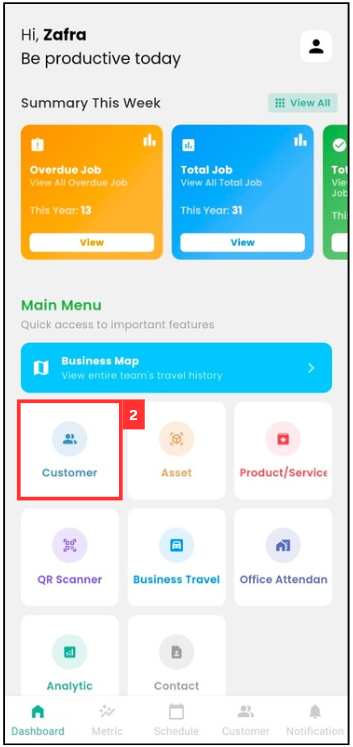 Hi, Zafra
Be productive today
Summary This Week
View All
Overdue Job
View All Overdue Job
This Year: 13
View
Total Job
View All Total Job
This Year: 31
View
Main Menu
Quick access to important features
Business Map
View entire team's travel history
2
Customer
Asset
Product/Service
QR Scanner
Business Travel
Office Attendan
Analytic
Contact
Dashboard
Metric
Schedule
Customer
Notification